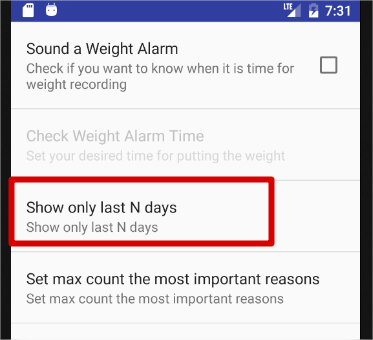 LTE 7:31
Sound a Weight Alarm
Check if you want to know when it is time for
weight recording
Check Weight Alarm Time
Set your desired time for putting the weight
Show only last N days
Show only last N days
Set max count the most important reasons
Set max count the most important reasons